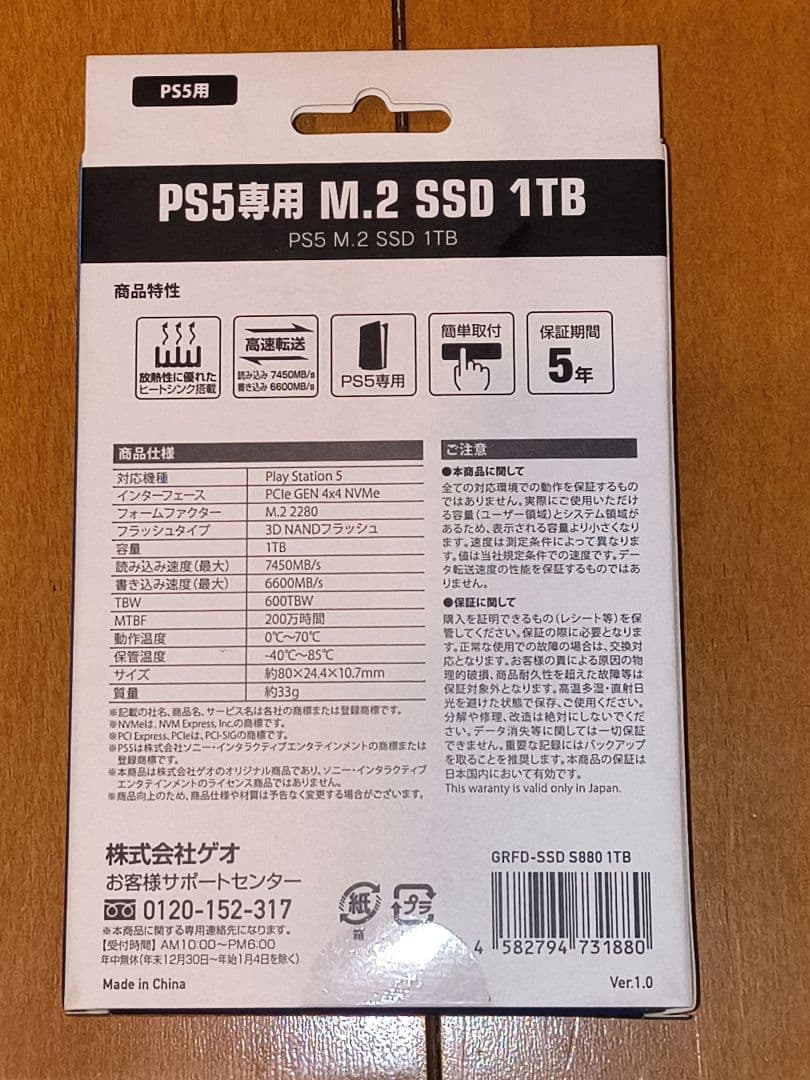 PS5用
PS5専用 M.2 SSD 1TB
PS5 M.2 SSD 1TB
商品特性
放熱性に優れた
ヒートシンク搭載
高速転送
読み込み 7450MB/s
書き込み 6600MB/s
PS5専用
簡単取付
保証期間
5年
商品仕様
対応機種 Play Station 5
インターフェース PCIe GEN 4x4 NVMe
フォームファクター M.2 2280
フラッシュタイプ 3D NANDフラッシュ
容量 1TB
読み込み速度(最大) 7450MB/s
書き込み速度(最大) 6600MB/s
TBW 600TBW
MTBF 200万時間
動作温度 0℃〜70℃
保管温度 -40℃〜85℃
サイズ 約80×24.4×10.7mm
質量 約33g
※記載の社名、商品名、サービス名は各社の商標または登録商標です。
※NVMeは、NVM Express, Inc.の商標です。
※PCI Express、PCIeは、PCI-SIGの商標です。
※PS5は株式会社ソニー・インタラクティブエンタテインメントの商標または
登録商標です。
※本商品は株式会社ゲオのオリジナル商品であり、ソニー・インタラクティブ
エンタテインメントのライセンス商品ではありません。
※商品向上のため、商品仕様や材質は予告なく変更する場合がございます。
ご注意
●本商品に関して
全ての対応環境での動作を保証するもの
ではありません。実際にご使用いただけ
る容量(ユーザー領域)とシステム領域が
あるため、表示される容量より小さくなり
ます。速度は測定条件によって異なりま
す。値は当社規定条件での速度です。デー
タ転送速度の性能を保証するものではあ
りません。
●保証に関して
購入を証明できるもの(レシート等)を保
管してください。保証の際に必要となりま
す。正常な使用での故障の場合は、交換対
応となります。お客様の責による原因の物
理的破損、商品耐久性を超えた故障等は
保証対象外となります。高温多湿・直射日
光を避けた状態で保存、ご使用ください。
分解や修理、改造は絶対にしないでくだ
さい。データ消失等に関しては一切保証
できません。重要な記録にはバックアップ
を取ることを推奨します。本商品の保証は
日本国内において有効です。
This waranty is valid only in Japan.
株式会社ゲオ
お客様サポートセンター
0120-152-317
※本商品に関する専用連絡先になります。
【受付時間】AM10:00〜PM6:00
年中無休(年末12月30日〜年始1月4日を除く)
Made in China
紙
箱
プラ
GRFD-SSD S880 1TB
4 582794 731880
Ver.1.0